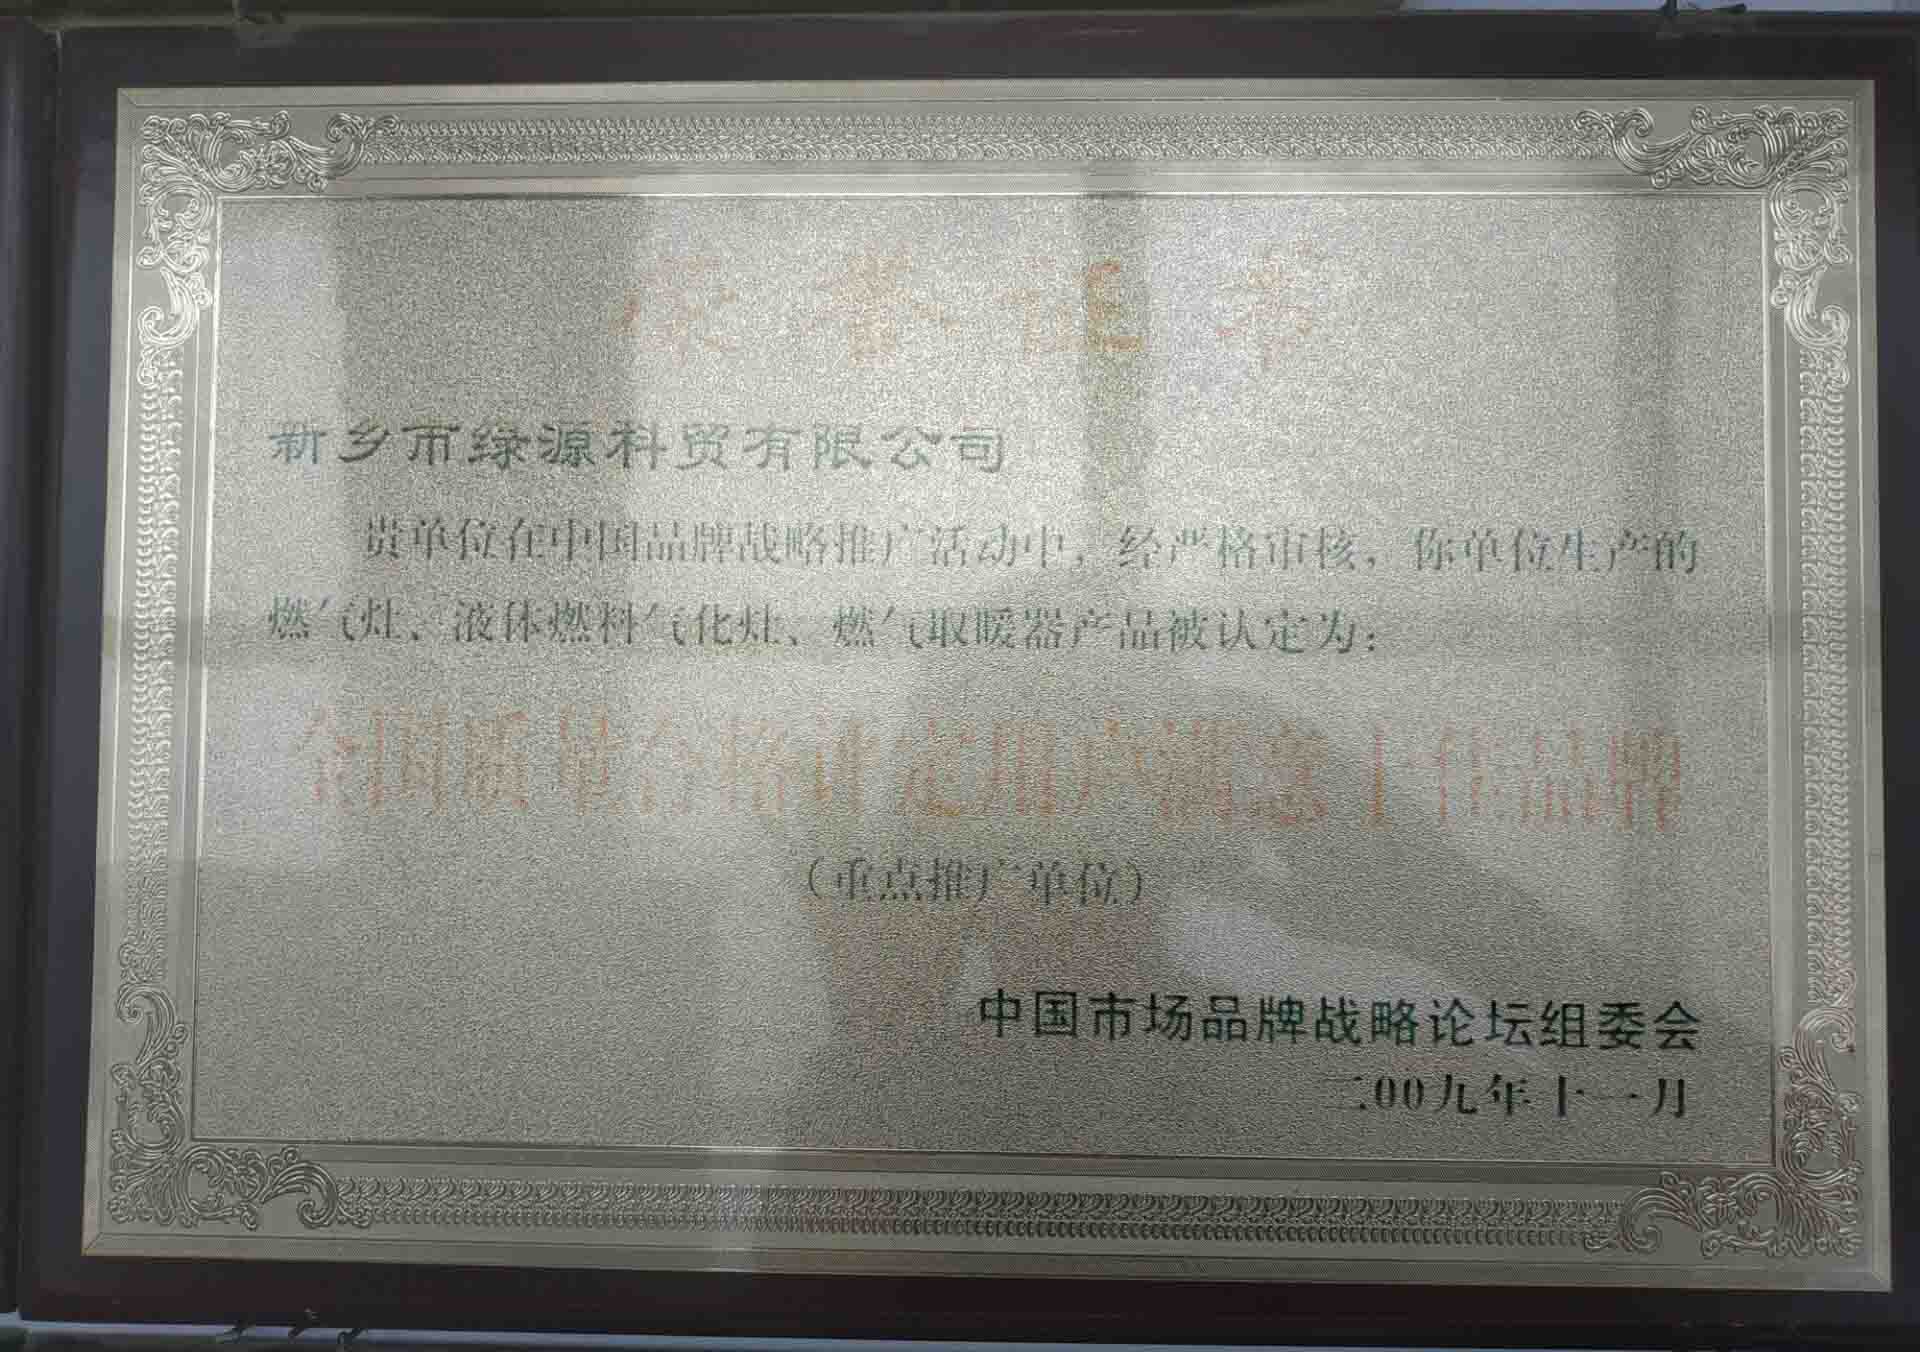 荣誉证书
新乡市绿源科贸有限公司
贵单位在中国品牌战略推广活动中，经严格审核，你单位生产的
燃气灶、液体燃料气化灶、燃气取暖器产品被认定为：
全国质量合格评定用户满意十佳品牌
（重点推广单位）
中国市场品牌战略论坛组委会
二00九年十一月